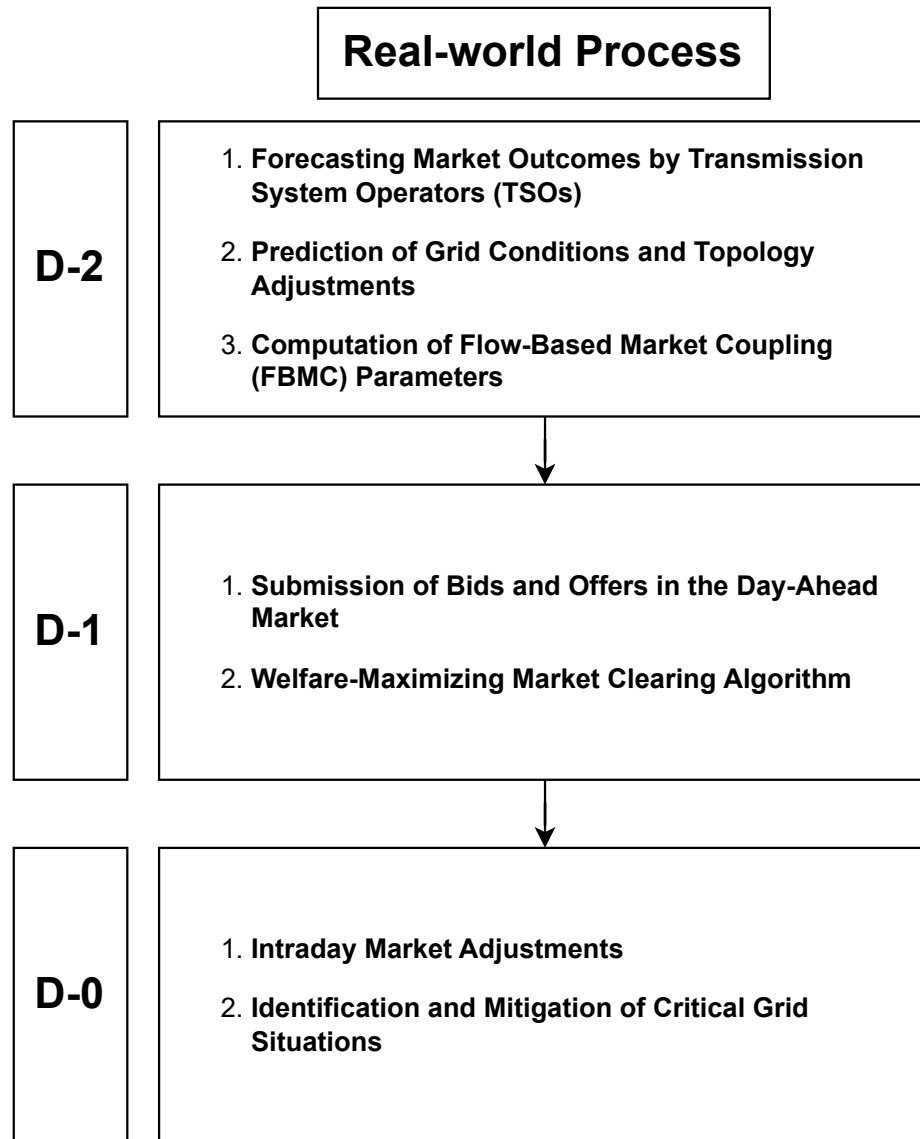 Real-world Process
D-2
1. Forecasting Market Outcomes by Transmission
System Operators (TSOs)
2. Prediction of Grid Conditions and Topology
Adjustments
3. Computation of Flow-Based Market Coupling
(FBMC) Parameters
D-1
1. Submission of Bids and Offers in the Day-Ahead
Market
2. Welfare-Maximizing Market Clearing Algorithm
D-0
1. Intraday Market Adjustments
2. Identification and Mitigation of Critical Grid
Situations